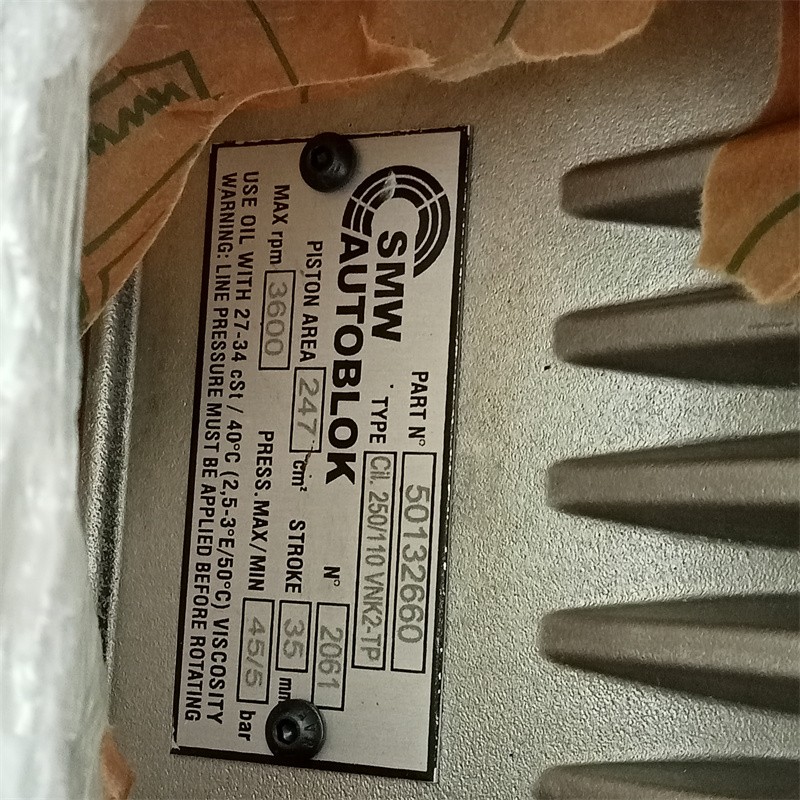 SMW
AUTOBLOK
PART N° 50132660
TYPE Cil. 250/110 VNK2-TP
N° 2061
PISTON AREA 247 cm² STROKE 35 mm
MAX rpm 3600 PRESS. MAX/MIN 45/5 bar
USE OIL WITH 27-34 cSt / 40°C (2,5-3°E/50°C) VISCOSITY
WARNING: LINE PRESSURE MUST BE APPLIED BEFORE ROTATING